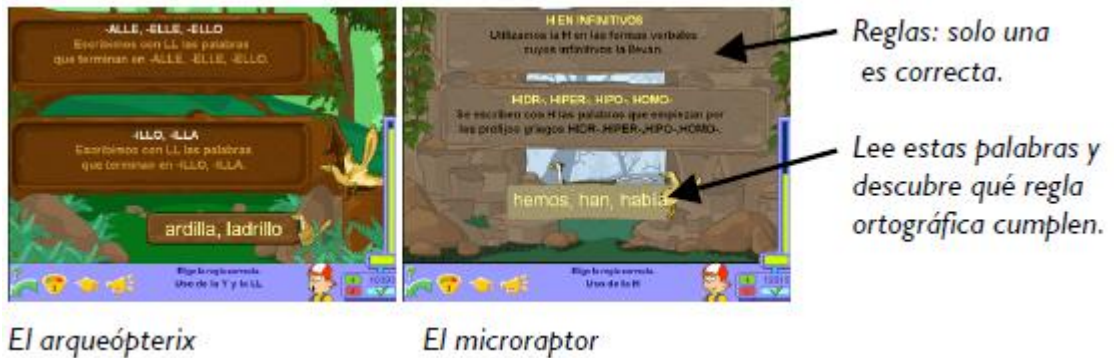 -ALLE, -ELLE, -ELLO
Escribimos con LL las palabras
que terminan en -ALLE, -ELLE, -ELLO.
-ILLO, -ILLA
Escribimos con LL las palabras
que terminan en -ILLO, -ILLA.
ardilla, ladrillo
Elige la regla correcta.
Uso de la Y y la LL
H EN INFINITIVOS
Utilizamos la H en las formas verbales
cuyos infinitivos la llevan.
HIDR-, HIPER-, HIPO-, HOMO-
Se escriben con H las palabras que empiezan por
los prefijos griegos HIDR-,HIPER-,HIPO-,HOMO-.
hemos, han, había
Elige la regla correcta.
Uso de la H
Reglas: solo una
es correcta.
Lee estas palabras y
descubre qué regla
ortográfica cumplen.
El arqueópterix
El microraptor